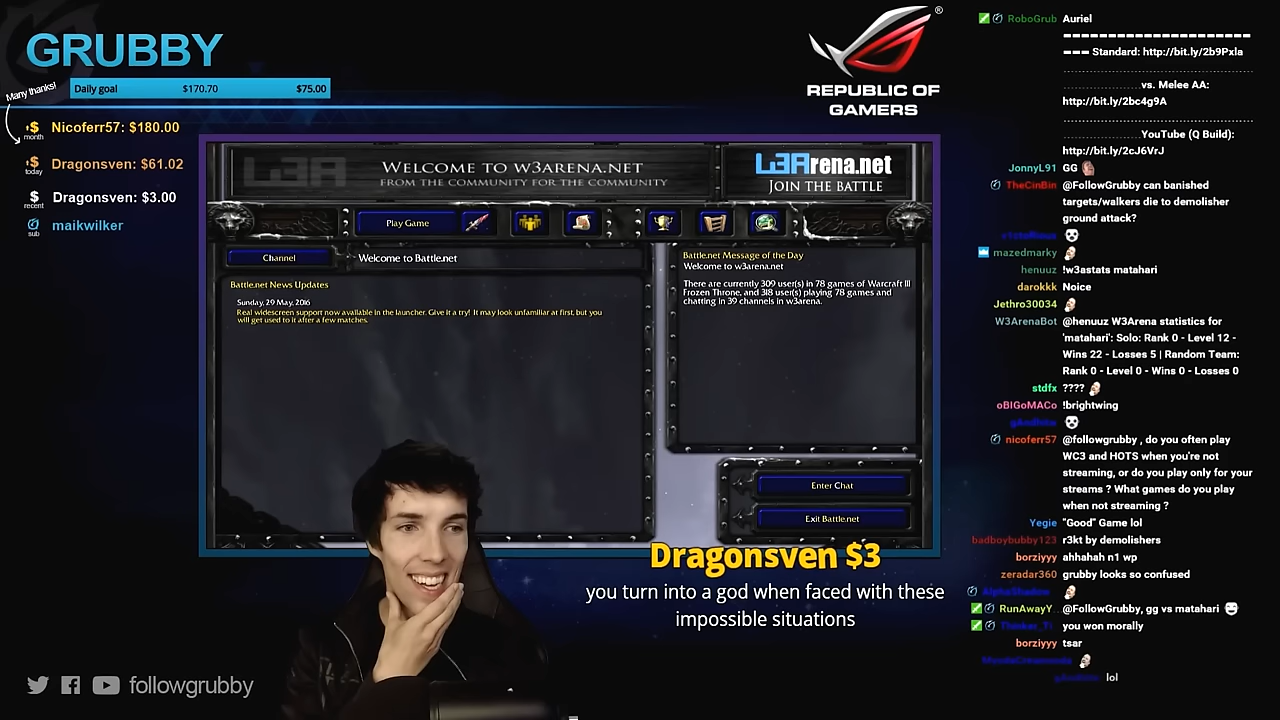 GRUBBY
Many thanks!
Daily goal $170.70 $75.00
$ month Nicoferr57: $180.00
$ today Dragonsven: $61.02
$ recent Dragonsven: $3.00
sub maikwilker
REPUBLIC OF
GAMERS
WELCOME TO W3ARENA.NET
FROM THE COMMUNITY FOR THE COMMUNITY
W3Arena.net
JOIN THE BATTLE
Play Game
Channel
Welcome to Battle.net
Battle.net News Updates
Sunday, 29 May, 2016
Real widescreen support now available in the launcher. Give it a try! It may look unfamiliar at first, but you
will get used to it after a few matches.
Battle.net Message of the Day
Welcome to w3arena.net
There are currently 309 user(s) in 78 games of Warcraft III
Frozen Throne, and 318 user(s) playing 78 games and
chatting in 39 channels in w3arena.
Enter Chat
Exit Battle.net
Dragonsven $3
you turn into a god when faced with these
impossible situations
followgrubby
RoboGrub Auriel
Standard: http://bit.ly/2b9Pxla
vs. Melee AA:
http://bit.ly/2bc4g9A
YouTube (Q Build):
http://bit.ly/2cJ6VrJ
JonnyL91 GG
TheCinBin @FollowGrubby can banished
targets/walkers die to demolisher
ground attack?
mazedmarky
henuuz !w3astats matahari
darokkk Noice
Jethro30034
W3ArenaBot @henuuz W3Arena statistics for
'matahari': Solo: Rank 0 - Level 12 -
Wins 22 - Losses 5 | Random Team:
Rank 0 - Level 0 - Wins 0 - Losses 0
stdfx ????
oBIGoMACo !brightwing
nicoferr57 @followgrubby , do you often play
WC3 and HOTS when you're not
streaming, or do you play only for your
streams ? What games do you play
when not streaming ?
Yegie "Good" Game lol
badboybubby123 r3kt by demolishers
borziyyy ahhahah n1 wp
zeradar360 grubby looks so confused
AlphaShadow
RunAwayY @FollowGrubby, gg vs matahari
you won morally
borziyyy tsar
lol